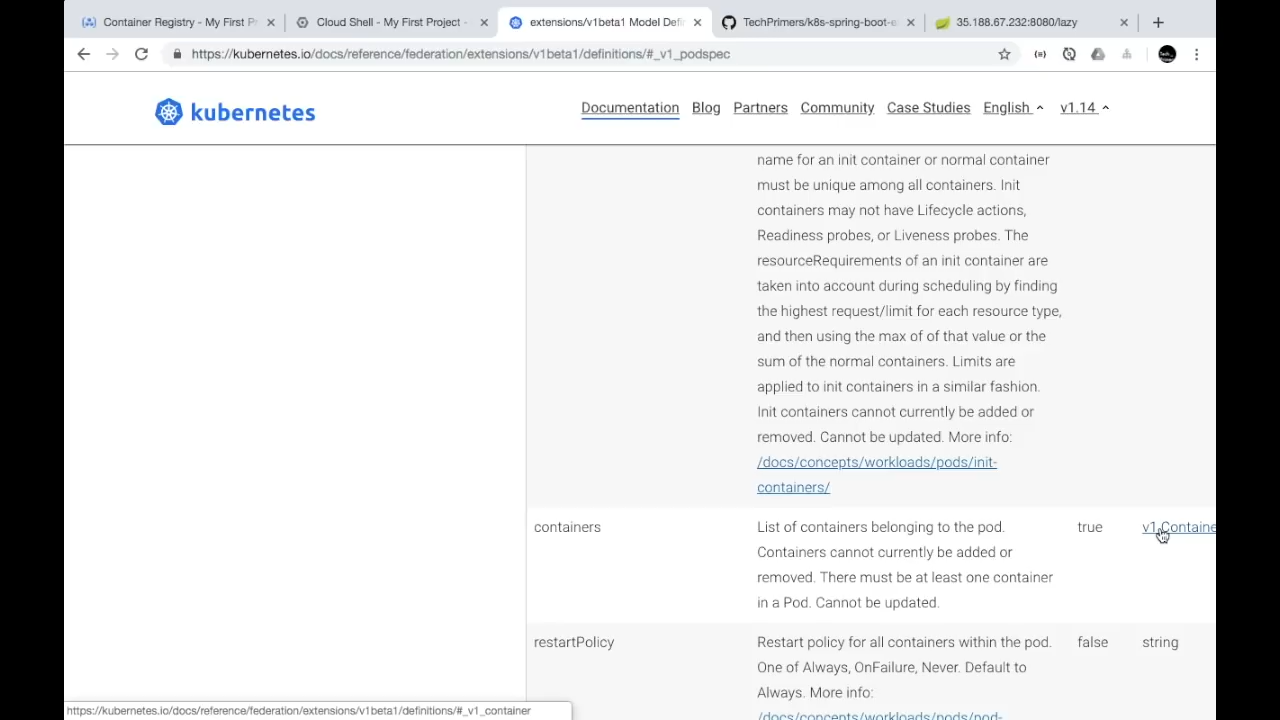 Container Registry - My First P
Cloud Shell - My First Project -
extensions/v1beta1 Model Defi
TechPrimers/k8s-spring-boot-e
35.188.67.232:8080/lazy
https://kubernetes.io/docs/reference/federation/extensions/v1beta1/definitions/#_v1_podspec
kubernetes
Documentation
Blog
Partners
Community
Case Studies
English
v1.14
name for an init container or normal container
must be unique among all containers. Init
containers may not have Lifecycle actions,
Readiness probes, or Liveness probes. The
resourceRequirements of an init container are
taken into account during scheduling by finding
the highest request/limit for each resource type,
and then using the max of of that value or the
sum of the normal containers. Limits are
applied to init containers in a similar fashion.
Init containers cannot currently be added or
removed. Cannot be updated. More info:
/docs/concepts/workloads/pods/init-
containers/
containers
List of containers belonging to the pod.
Containers cannot currently be added or
removed. There must be at least one container
in a Pod. Cannot be updated.
true
v1.Containe
restartPolicy
Restart policy for all containers within the pod.
One of Always, OnFailure, Never. Default to
Always. More info:
/docs/concepts/workloads/pods/pod-
false
string
https://kubernetes.io/docs/reference/federation/extensions/v1beta1/definitions/#_v1_container